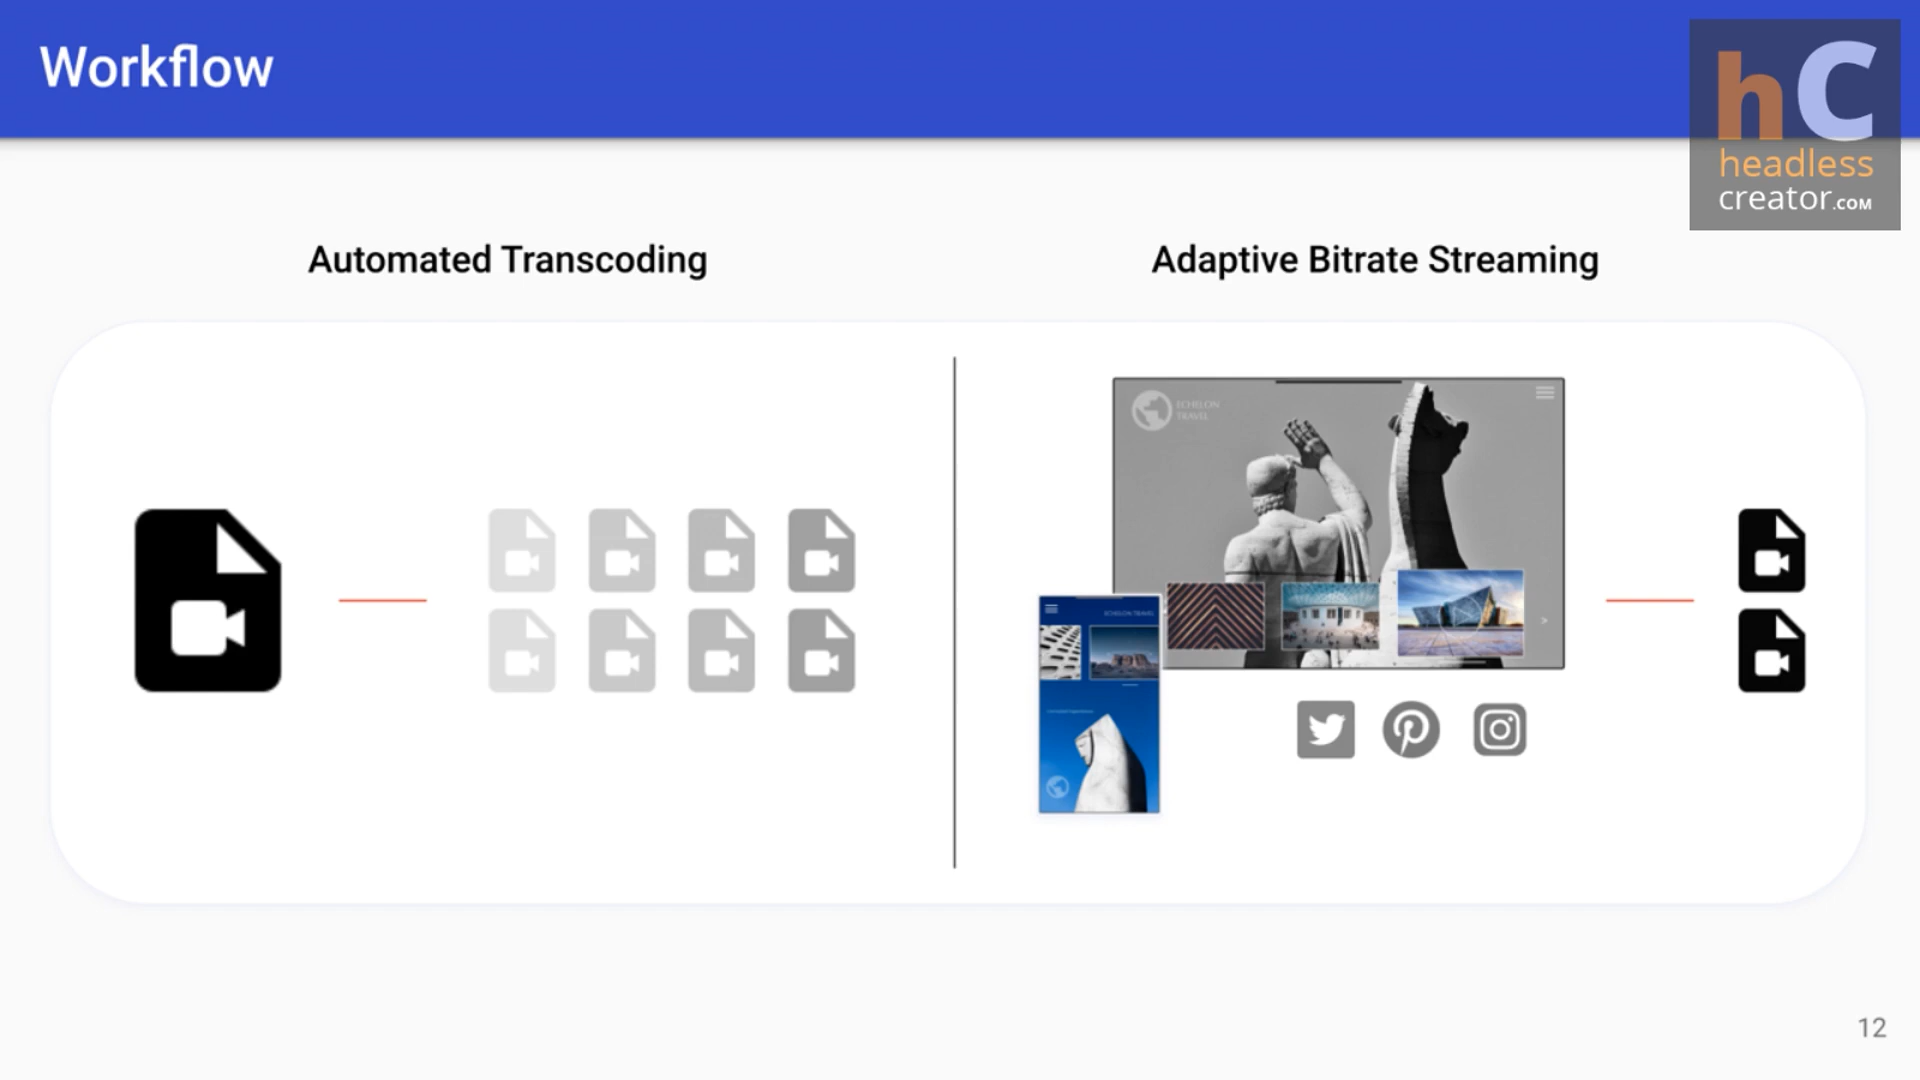 Workflow
hC
headless
creator.COM
Automated Transcoding
Adaptive Bitrate Streaming
ECHELON
TRAVEL
ECHELON TRAVEL
12